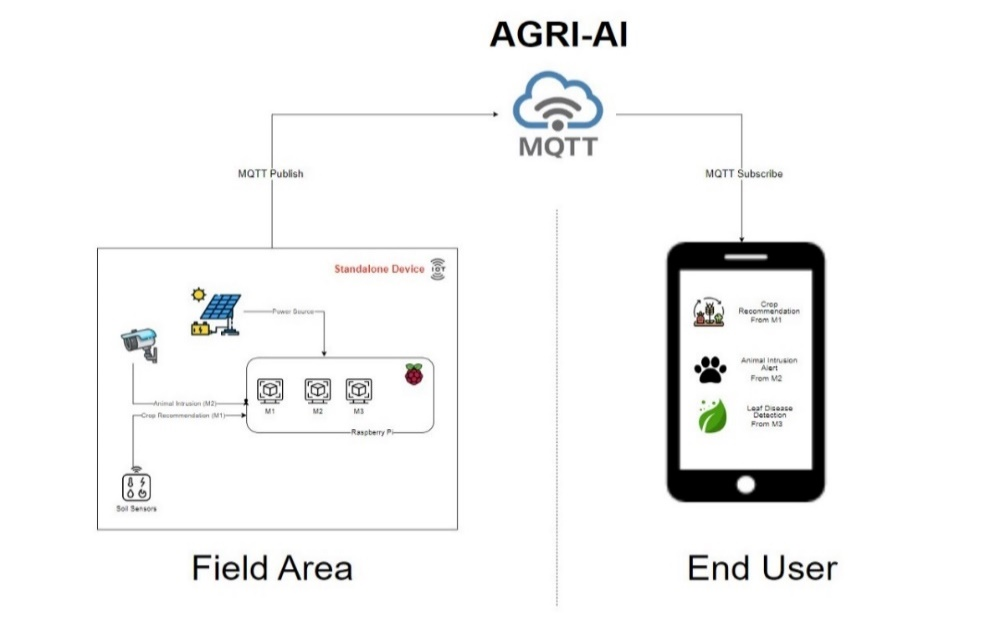 AGRI-AI
MQTT
MQTT Publish
MQTT Subscribe
Standalone Device
IOT
Power Source
Animal Intrusion (M2)
Crop Recommendation (M1)
M1
M2
M3
Raspberry Pi
Soil Sensors
Crop
Recommendation
From M1
Animal Intrusion
Alert
From M2
Leaf Disease
Detection
From M3
Field Area
End User